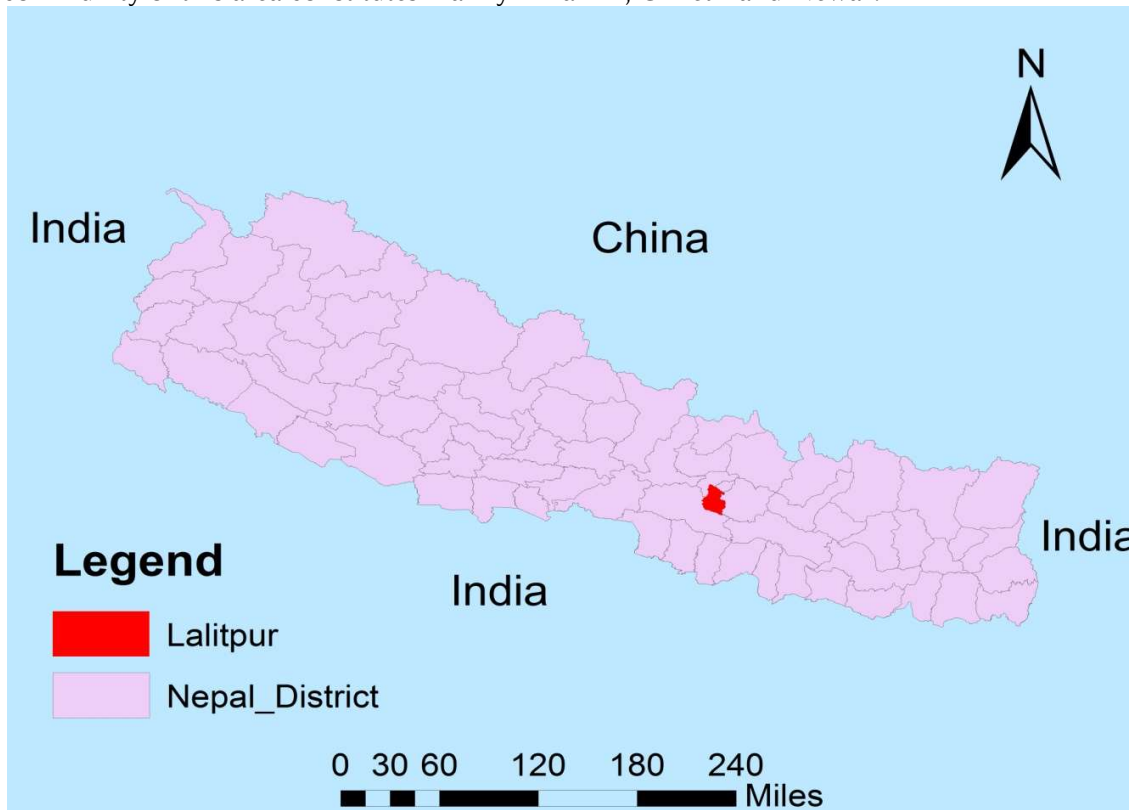 N
India
China
India
India
Legend
Lalitpur
Nepal_District
0 30 60 120 180 240
Miles